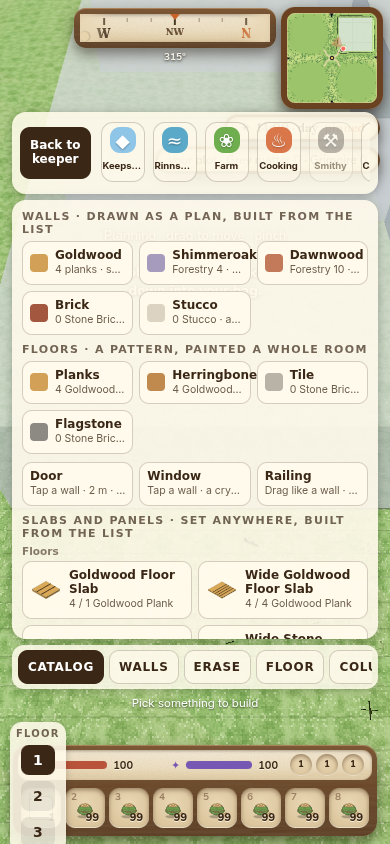 W
NW
N
315°
Back to keeper
Keeps...
Rinns...
Farm
Cooking
Smithy
C
WALLS · DRAWN AS A PLAN, BUILT FROM THE LIST
Goldwood
4 planks · s...
Shimmeroak
Forestry 4 · ...
Dawnwood
Forestry 10 ·...
Brick
0 Stone Bric...
Stucco
0 Stucco · a...
FLOORS · A PATTERN, PAINTED A WHOLE ROOM
Planks
4 Goldwood...
Herringbone
4 Goldwood...
Tile
0 Stone Bric...
Flagstone
0 Stone Bric...
Door
Tap a wall · 2 m · ...
Window
Tap a wall · a cry...
Railing
Drag like a wall · ...
SLABS AND PANELS · SET ANYWHERE, BUILT FROM THE LIST
Floors
Goldwood Floor Slab
4 / 1 Goldwood Plank
Wide Goldwood Floor Slab
4 / 4 Goldwood Plank
Wide Stone
CATALOG
WALLS
ERASE
FLOOR
COLU
Pick something to build
FLOOR
1
2
3
100
100
1
1
1
2
99
3
99
4
99
5
99
6
99
7
99
8
99